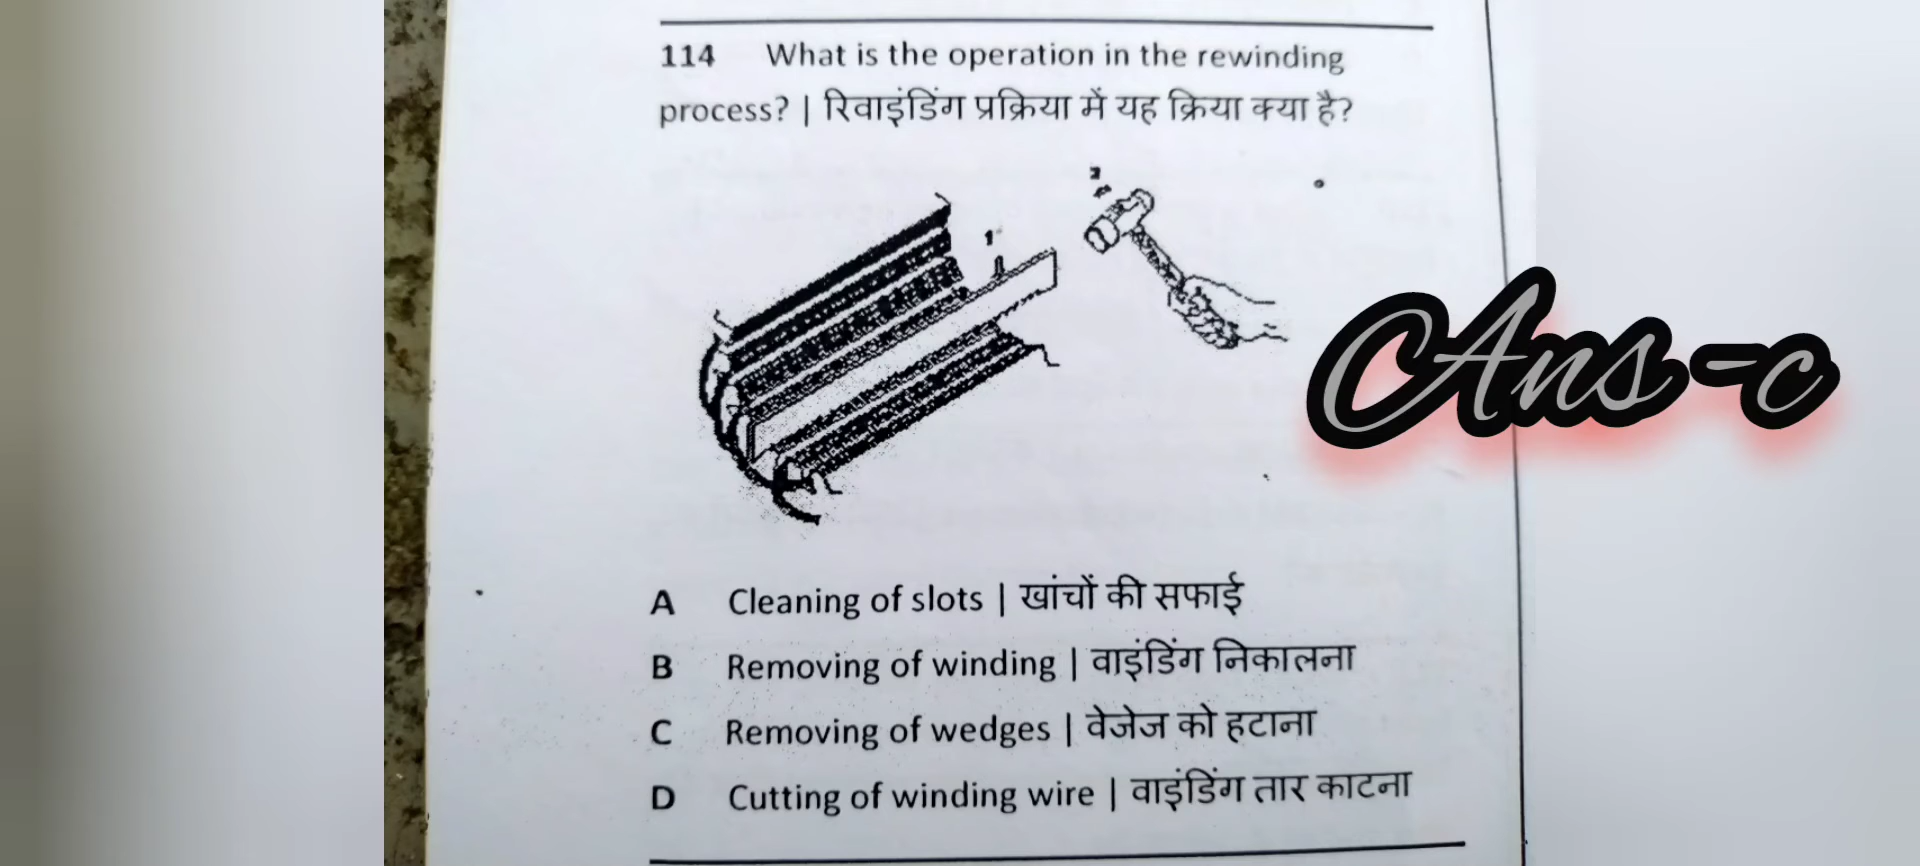 114 What is the operation in the rewinding
process? | रिवाइंडिंग प्रक्रिया में यह क्रिया क्या है?
2
1
Ans-c
A Cleaning of slots | खांचों की सफाई
B Removing of winding | वाइंडिंग निकालना
C Removing of wedges | वेजेज को हटाना
D Cutting of winding wire | वाइंडिंग तार काटना